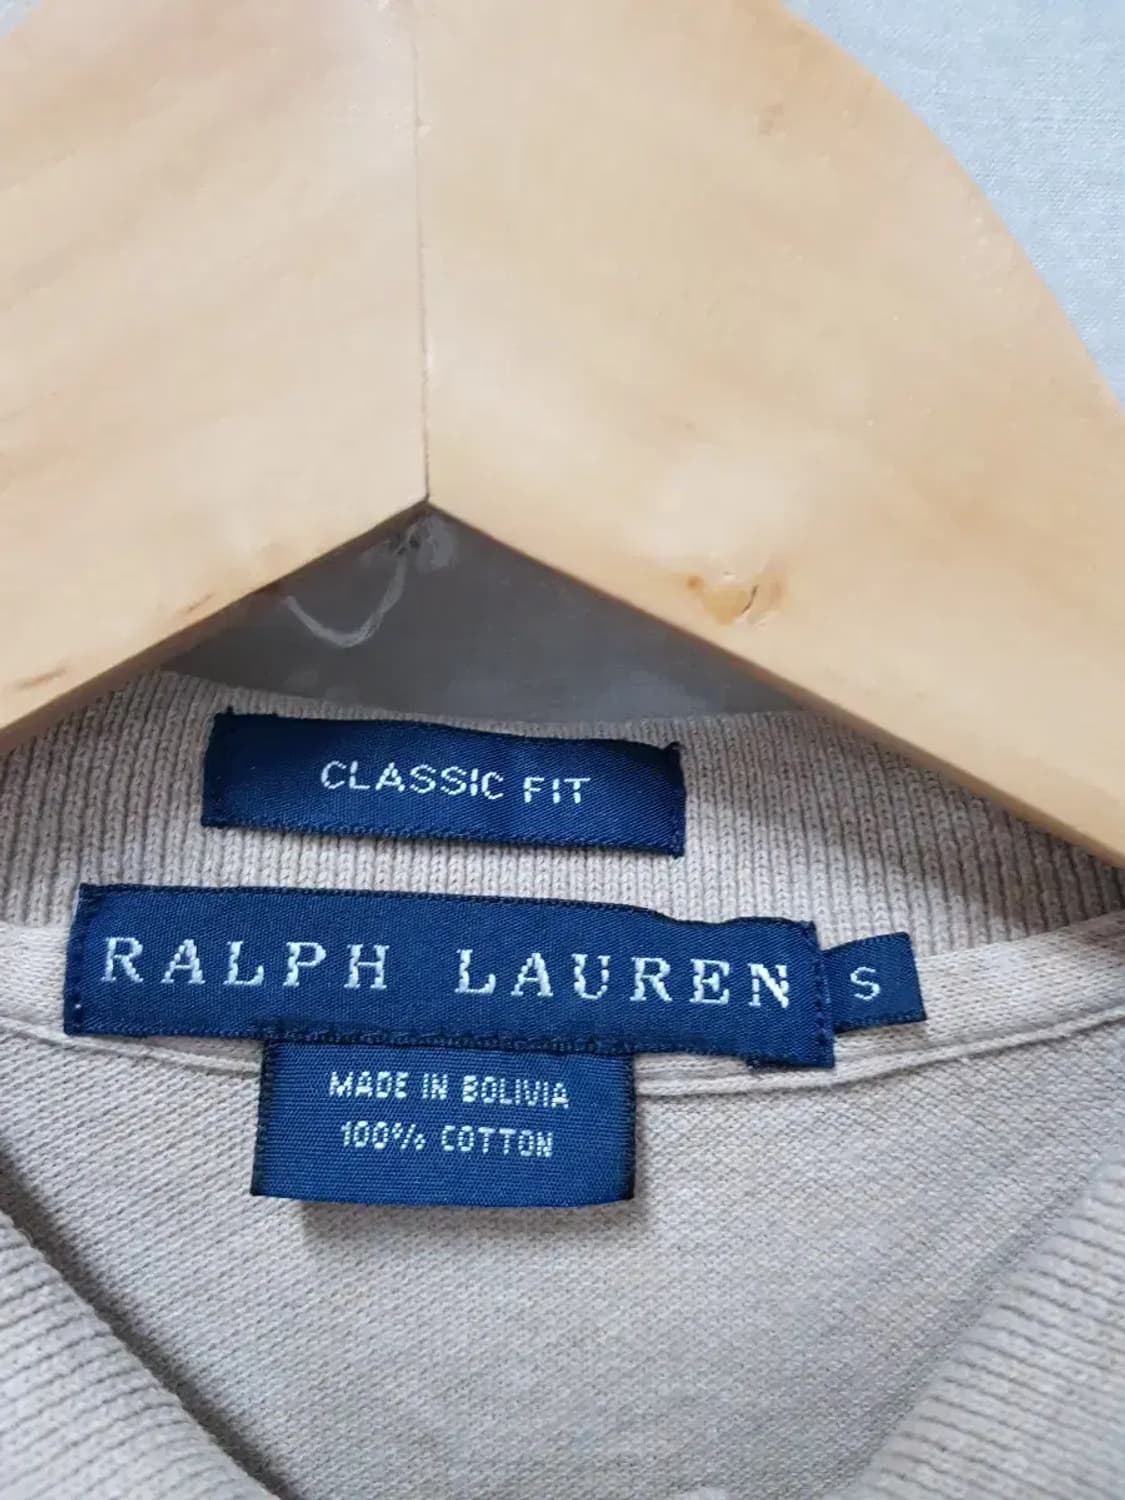 CLASSIC FIT
RALPH LAUREN
S
MADE IN BOLIVIA
100% COTTON